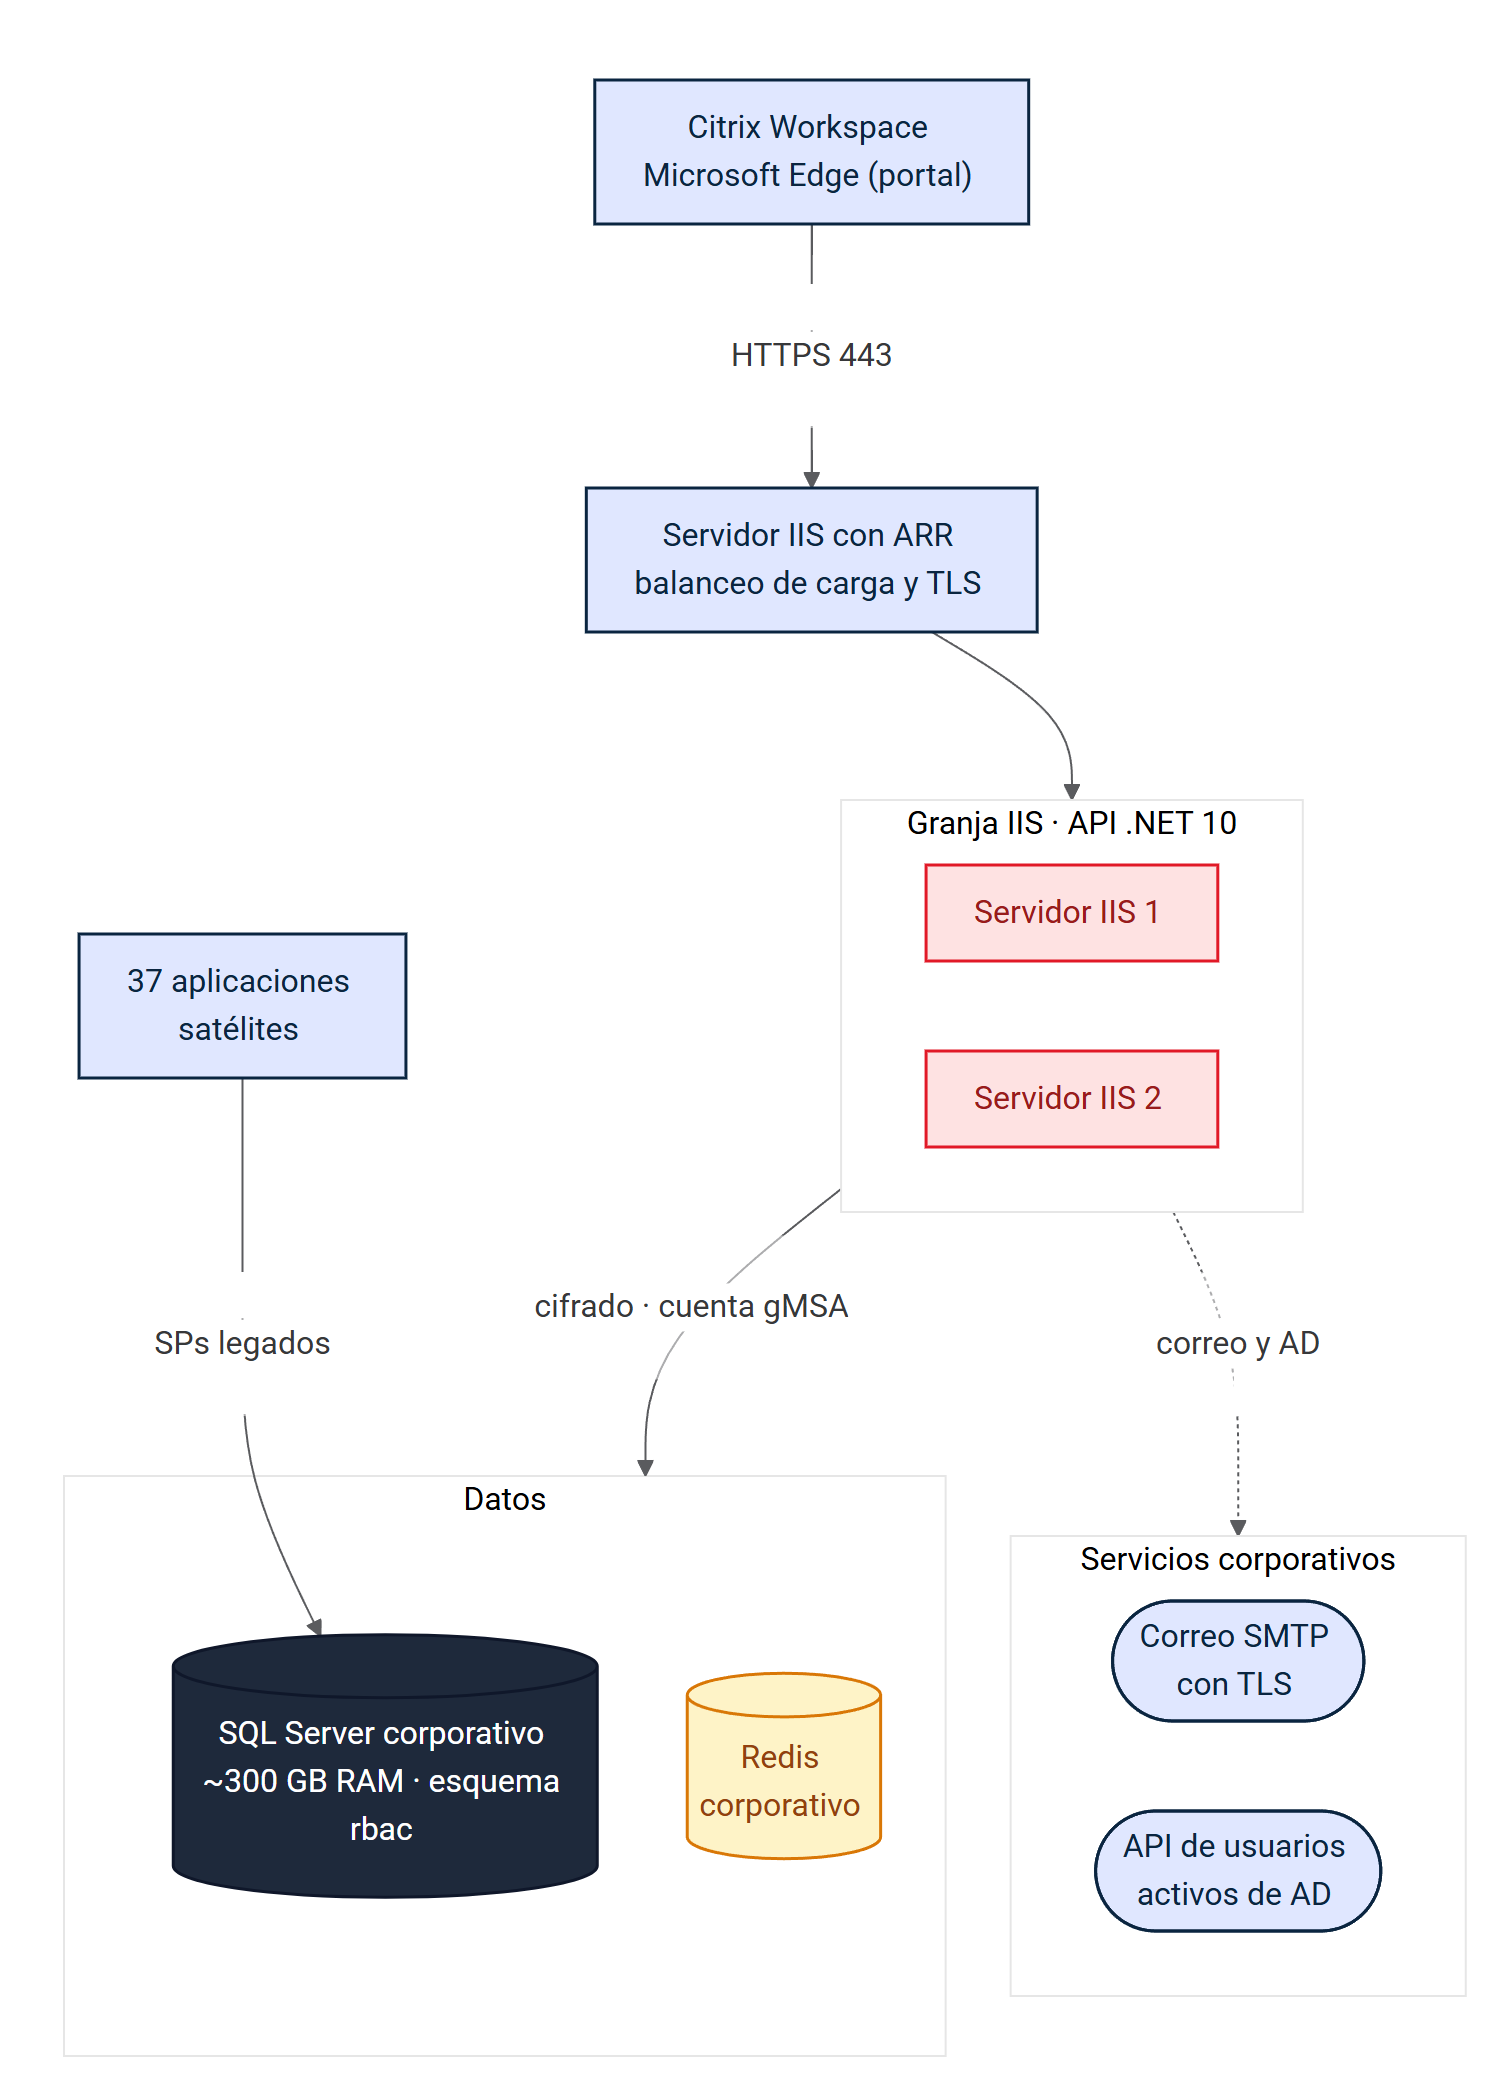 Citrix Workspace
Microsoft Edge (portal)
HTTPS 443
Servidor IIS con ARR
balanceo de carga y TLS
Granja IIS · API .NET 10
Servidor IIS 1
Servidor IIS 2
37 aplicaciones
satélites
SPs legados
cifrado · cuenta gMSA
correo y AD
Datos
SQL Server corporativo
~300 GB RAM · esquema
rbac
Redis
corporativo
Servicios corporativos
Correo SMTP
con TLS
API de usuarios
activos de AD